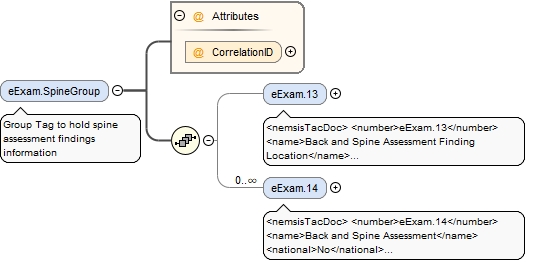 Attributes
@ CorrelationID
eExam.SpineGroup
Group Tag to hold spine
assessment findings
information
eExam.13
<nemsisTacDoc> <number>eExam.13</number>
<name>Back and Spine Assessment Finding
Location</name>...
0..∞
eExam.14
<nemsisTacDoc> <number>eExam.14</number>
<name>Back and Spine Assessment</name>
<national>No</national>...